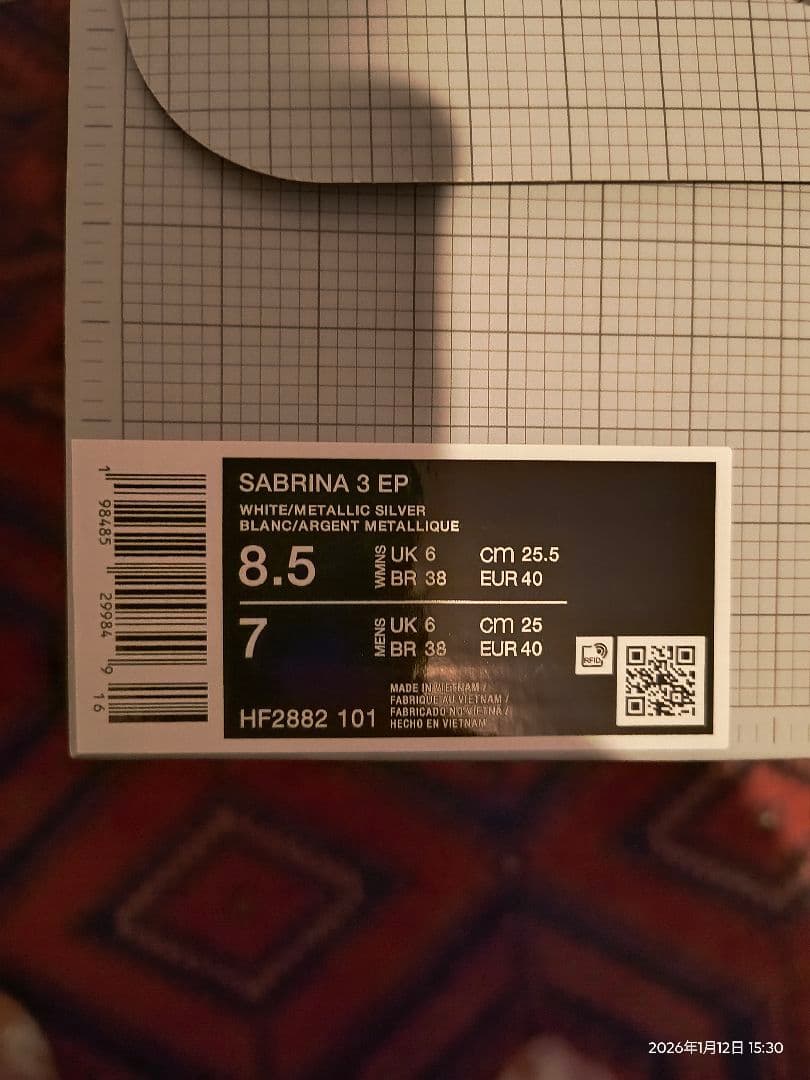 SABRINA 3 EP
WHITE/METALLIC SILVER
BLANC/ARGENT METALLIQUE
8.5 WMNS UK 6 cm 25.5
BR 38 EUR 40
7 MENS UK 6 cm 25
BR 38 EUR 40
MADE IN VIETNAM /
FABRIQUE AU VIETNAM /
FABRICADO NO VIETNÃ /
HECHO EN VIETNAM
HF2882 101
RFID
1 98485 29984 9 16
2026年1月12日 15:30